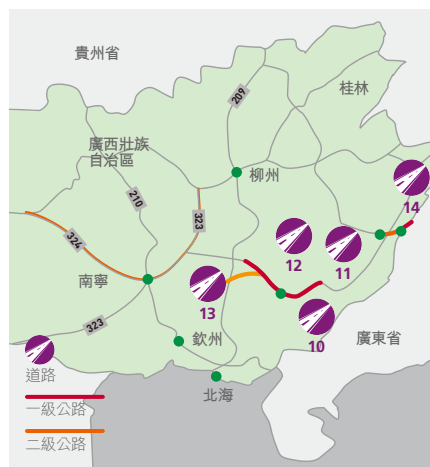 貴州省
209
桂林
廣西壯族
自治區
柳州
14
210
323
324
12
11
南寧
13
10
323
欽州
廣東省
道路
北海
一級公路
二級公路